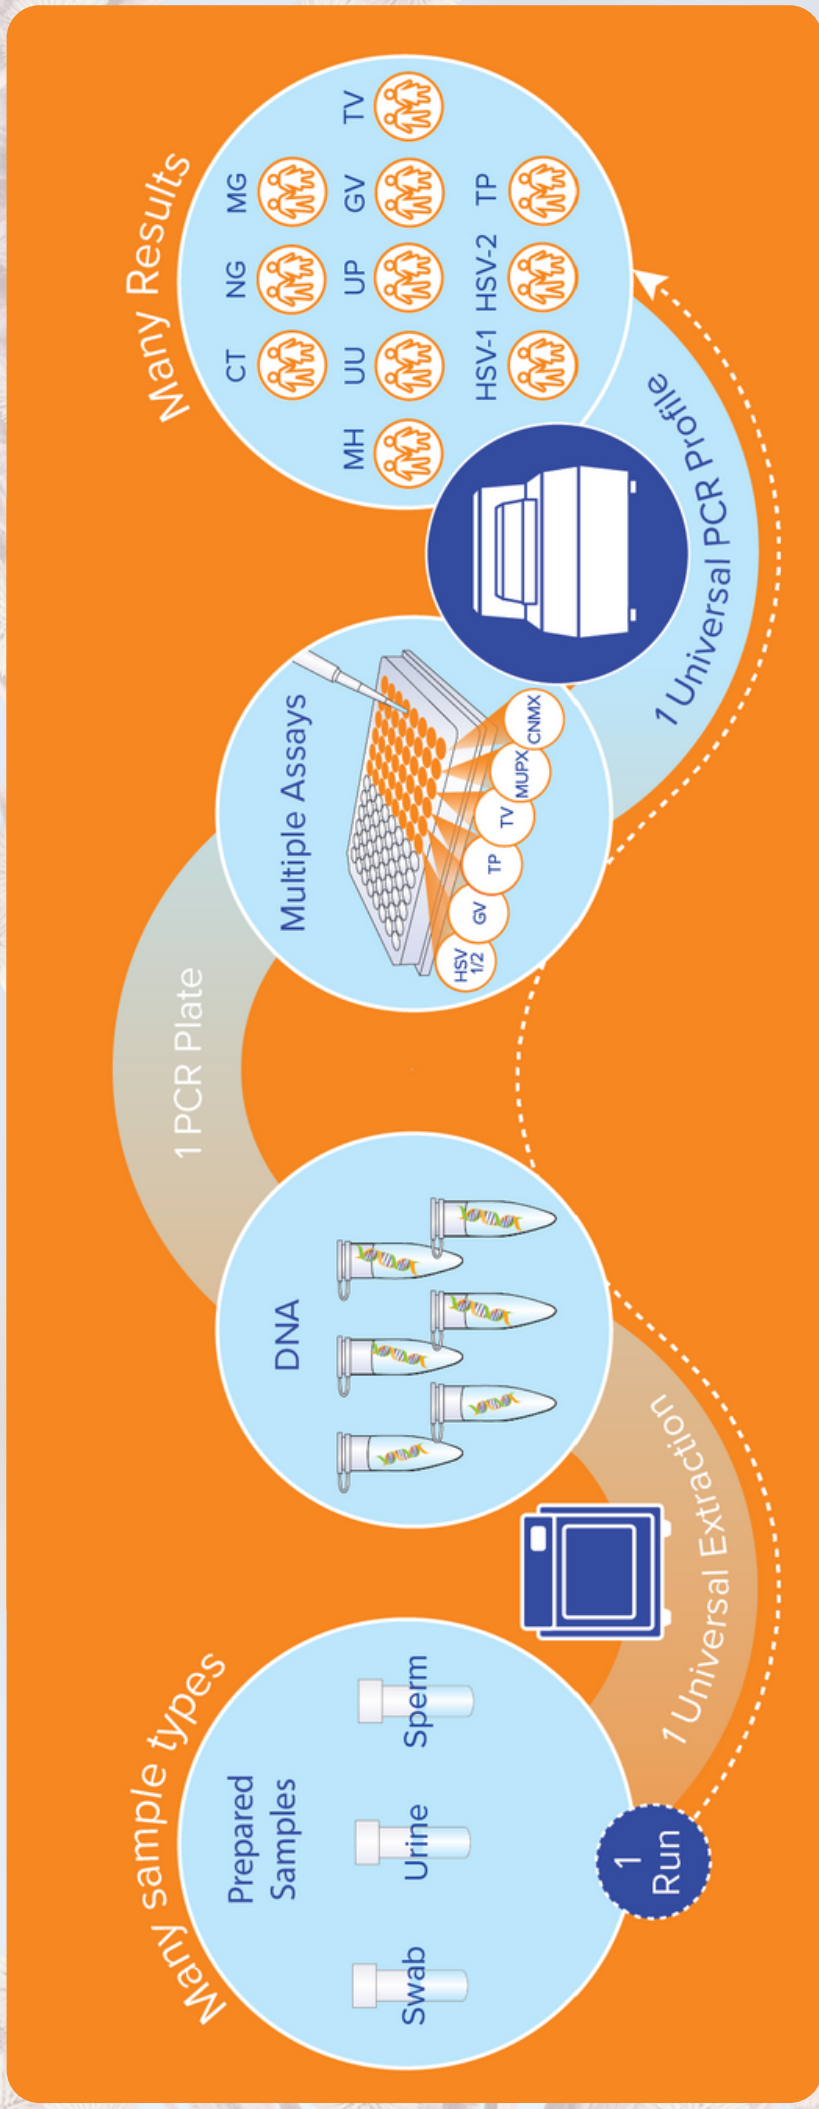 Many sample types
Prepared
Samples
Swab
Urine
Sperm
1
Run
1 Universal Extraction
DNA
1 PCR Plate
Multiple Assays
HSV
1/2
GV
TP
TV
MUPX
CNMX
1 Universal PCR Profile
Many Results
CT NG MG
MH UU UP GV TV
HSV-1 HSV-2 TP